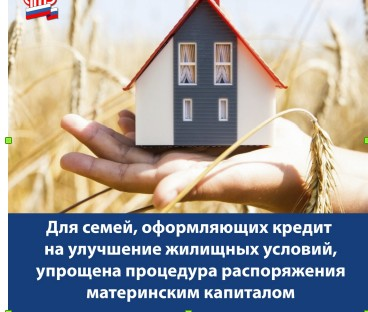 Для семей, оформляющих кредит
на улучшение жилищных условий,
упрощена процедура распоряжения
материнским капиталом